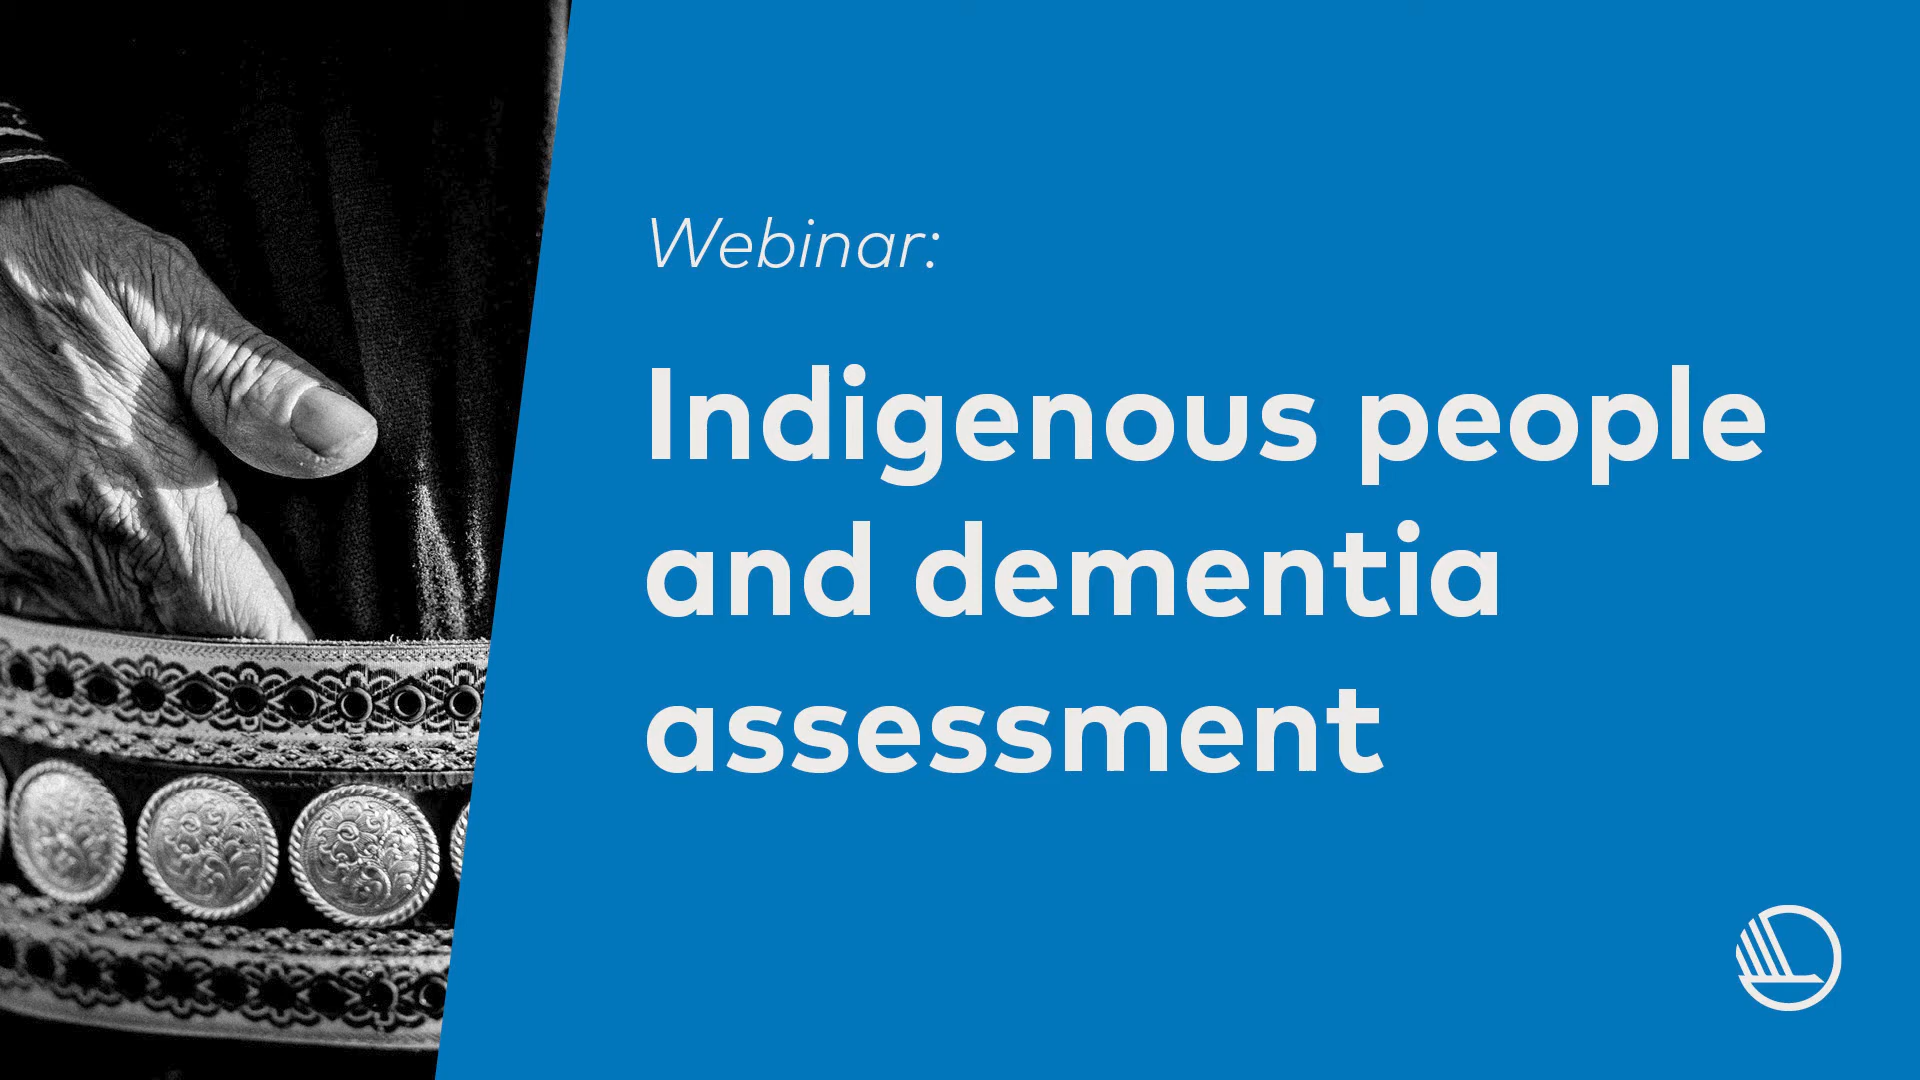 Webinar:
Indigenous people
and dementia
assessment